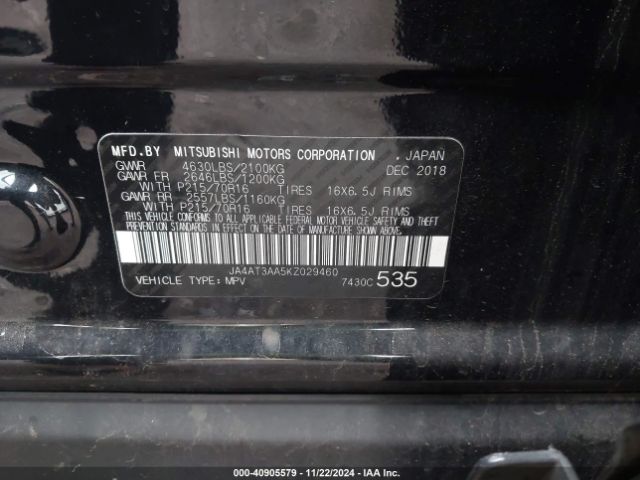 MFD.BY MITSUBISHI MOTORS CORPORATION . JAPAN
GVWR 4630LBS/2100KG DEC 2018
GAWR FR 2646LBS/1200KG
WITH P215/70R16 TIRES 16X6.5J RIMS
GAWR RR 2557LBS/1160KG
WITH P215/70R16 TIRES 16X6.5J RIMS
THIS VEHICLE CONFORMS TO ALL APPLICABLE FEDERAL MOTOR VEHICLE SAFETY AND THEFT
PREVENTION STANDARDS IN EFFECT ON THE DATE OF MANUFACTURE SHOWN ABOVE.
JA4AT3AA5KZ029460
VEHICLE TYPE: MPV 7430C 535
000-40905579 - 11/22/2024 - IAA Inc.